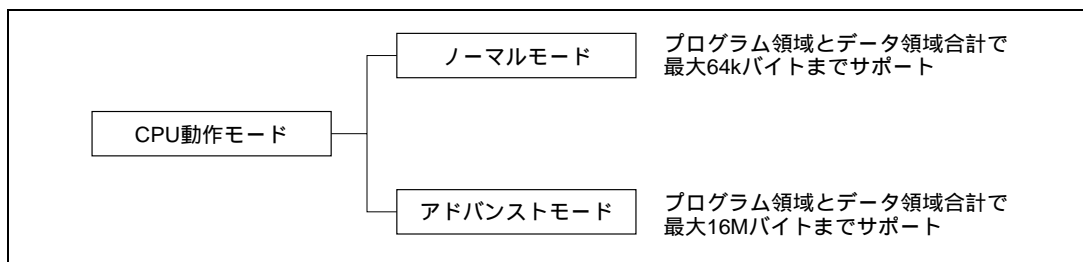 ノーマルモード
プログラム領域とデータ領域合計で
最大64kバイトまでサポート
CPU動作モード
アドバンストモード
プログラム領域とデータ領域合計で
最大16Mバイトまでサポート